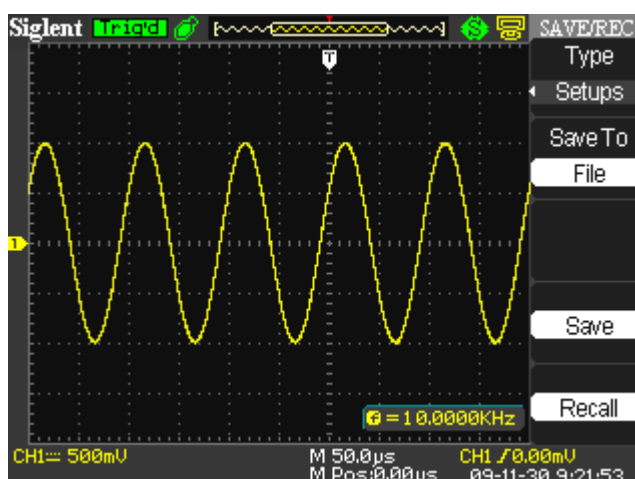 Siglent Trig'd SAVE/REC
T
Type
Setups
Save To
File
1
Save
f = 10.0000KHz
Recall
CH1 500mV M 50.0µs CH1 0.00mV
M Pos:0.00µs 09-11-30 9:21:53